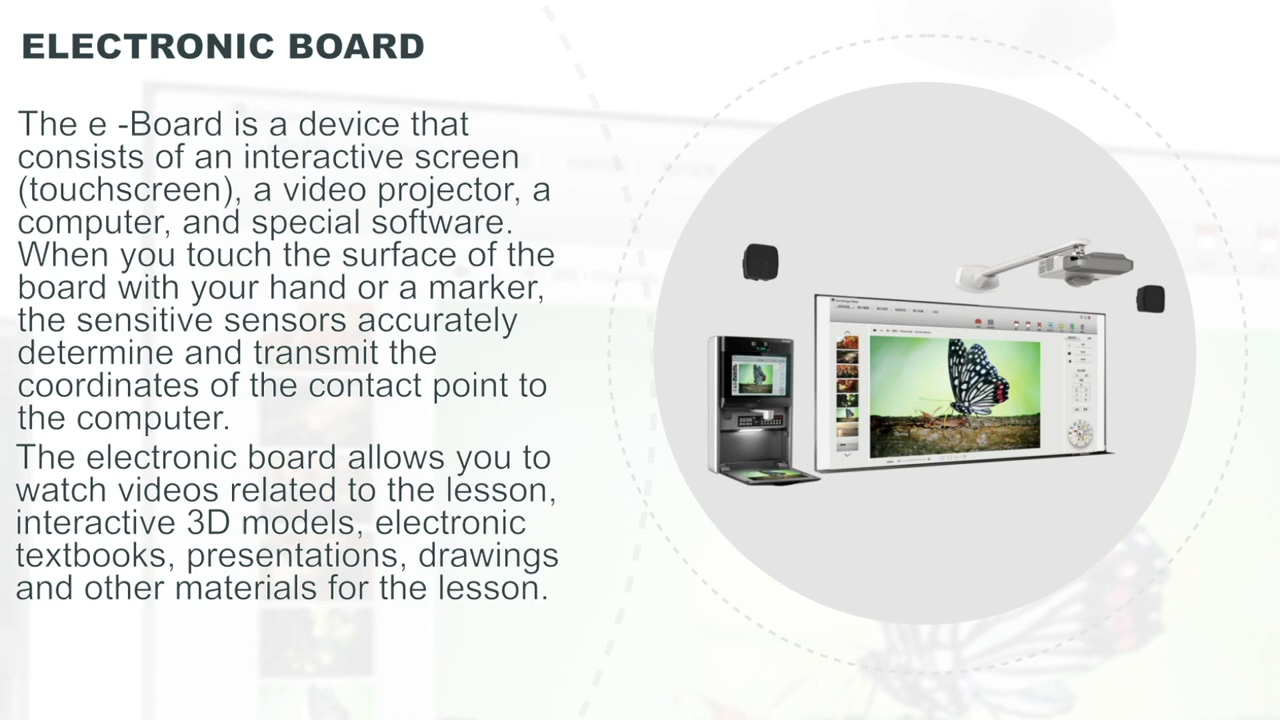 ELECTRONIC BOARD
The e -Board is a device that
consists of an interactive screen
(touchscreen), a video projector, a
computer, and special software.
When you touch the surface of the
board with your hand or a marker,
the sensitive sensors accurately
determine and transmit the
coordinates of the contact point to
the computer.
The electronic board allows you to
watch videos related to the lesson,
interactive 3D models, electronic
textbooks, presentations, drawings
and other materials for the lesson.